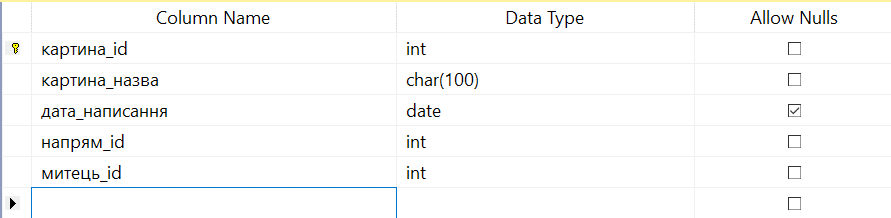 Column Name Data Type Allow Nulls
картина_id int
картина_назва char(100)
дата_написання date
напрям_id int
митець_id int